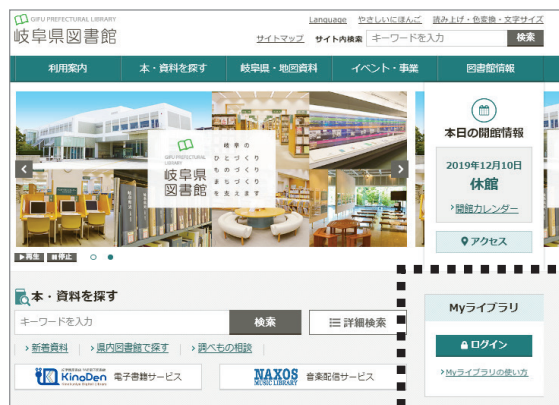 GIFU PREFECTURAL LIBRARY
岐阜県図書館
Language やさしいにほんご 読み上げ・色変換・文字サイズ
サイトマップ サイト内検索 キーワードを入力 検索
利用案内 本・資料を探す 岐阜県・地図資料 イベント・事業 図書館情報
GIFU PREFECTURAL LIBRARY
岐阜県
図書館
岐阜の
ひとづくり
ものづくり
まちづくり
を支えます
本日の開館情報
2019年12月10日
休館
›開館カレンダー
アクセス
▶再生 ▮▮停止
本・資料を探す
キーワードを入力 検索 詳細検索
›新着資料 ›県内図書館で探す ›調べもの相談
KinoDen 電子書籍サービス
NAXOS
MUSIC LIBRARY
音楽配信サービス
Myライブラリ
ログイン
›Myライブラリの使い方